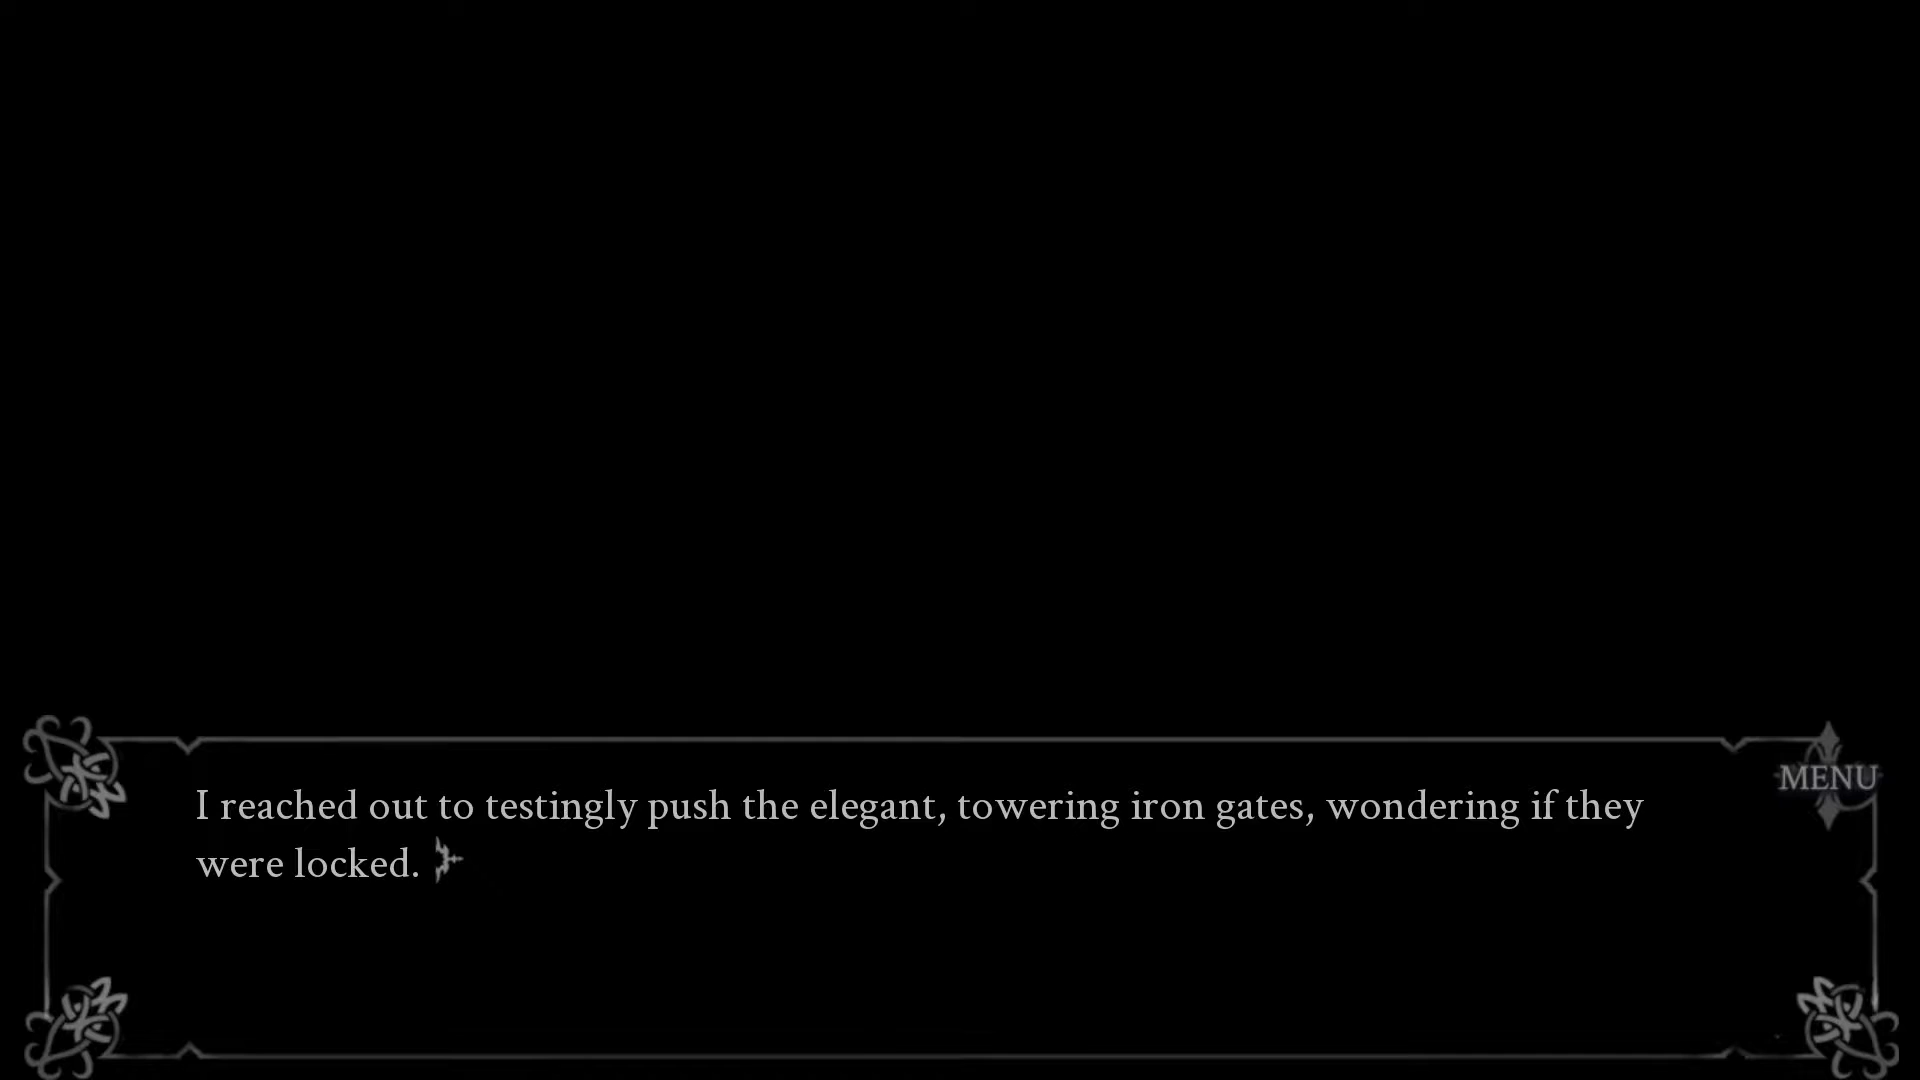 MENU
I reached out to testingly push the elegant, towering iron gates, wondering if they
were locked.